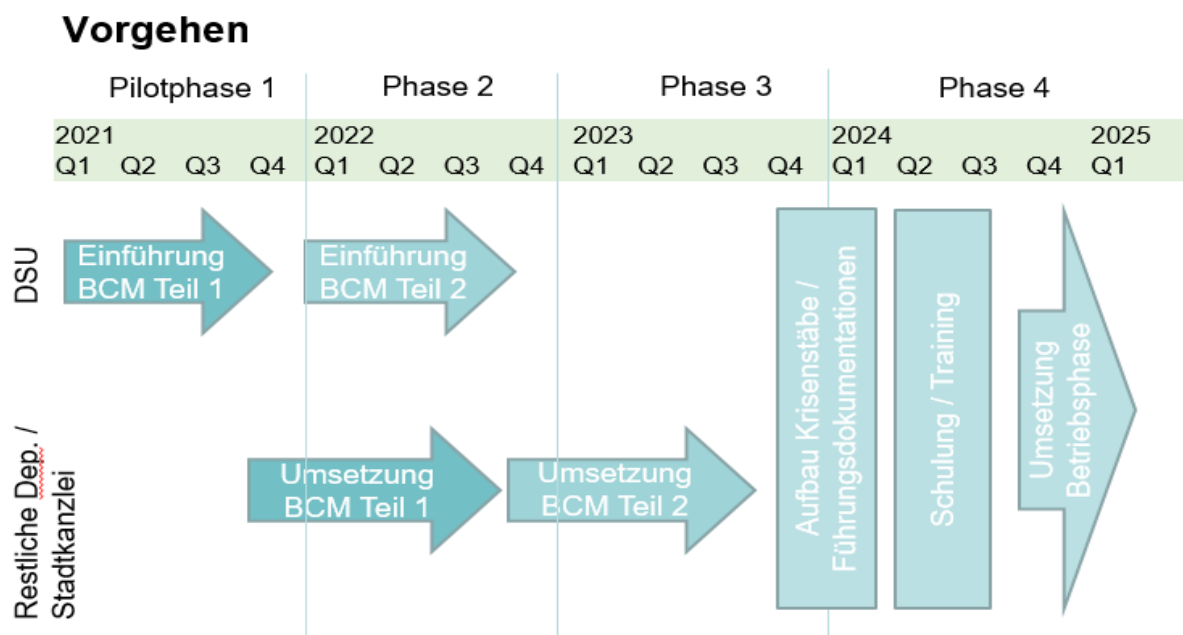 Vorgehen
Pilotphase 1 Phase 2 Phase 3 Phase 4
2021 2022 2023 2024 2025
Q1 Q2 Q3 Q4 Q1 Q2 Q3 Q4 Q1 Q2 Q3 Q4 Q1 Q2 Q3 Q4 Q1
DSU
Einführung
BCM Teil 1
Einführung
BCM Teil 2
Restliche Dep. /
Stadtkanzlei
Umsetzung
BCM Teil 1
Umsetzung
BCM Teil 2
Aufbau Krisenstäbe /
Führungsdokumentationen
Schulung / Training
Umsetzung
Betriebsphase